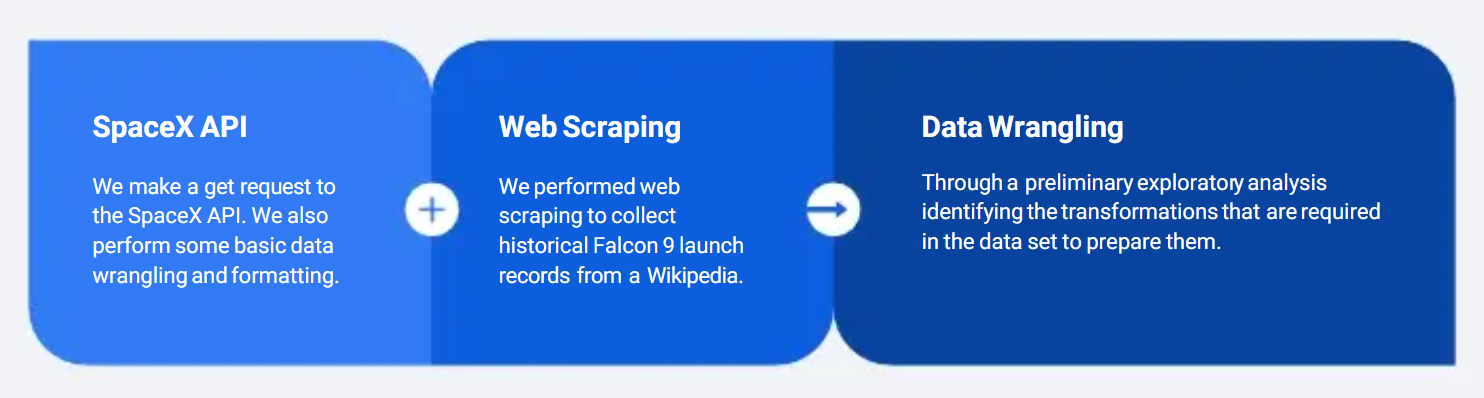 SpaceX API
We make a get request to
the SpaceX API. We also
perform some basic data
wrangling and formatting.
Web Scraping
We performed web
scraping to collect
historical Falcon 9 launch
records from a Wikipedia.
Data Wrangling
Through a preliminary exploratory analysis
identifying the transformations that are required
in the data set to prepare them.